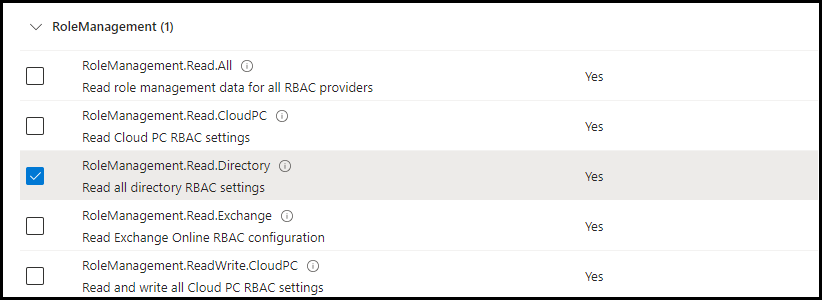 RoleManagement (1)
RoleManagement.Read.All
Read role management data for all RBAC providers
Yes
RoleManagement.Read.CloudPC
Read Cloud PC RBAC settings
Yes
RoleManagement.Read.Directory
Read all directory RBAC settings
Yes
RoleManagement.Read.Exchange
Read Exchange Online RBAC configuration
Yes
RoleManagement.ReadWrite.CloudPC
Read and write all Cloud PC RBAC settings
Yes